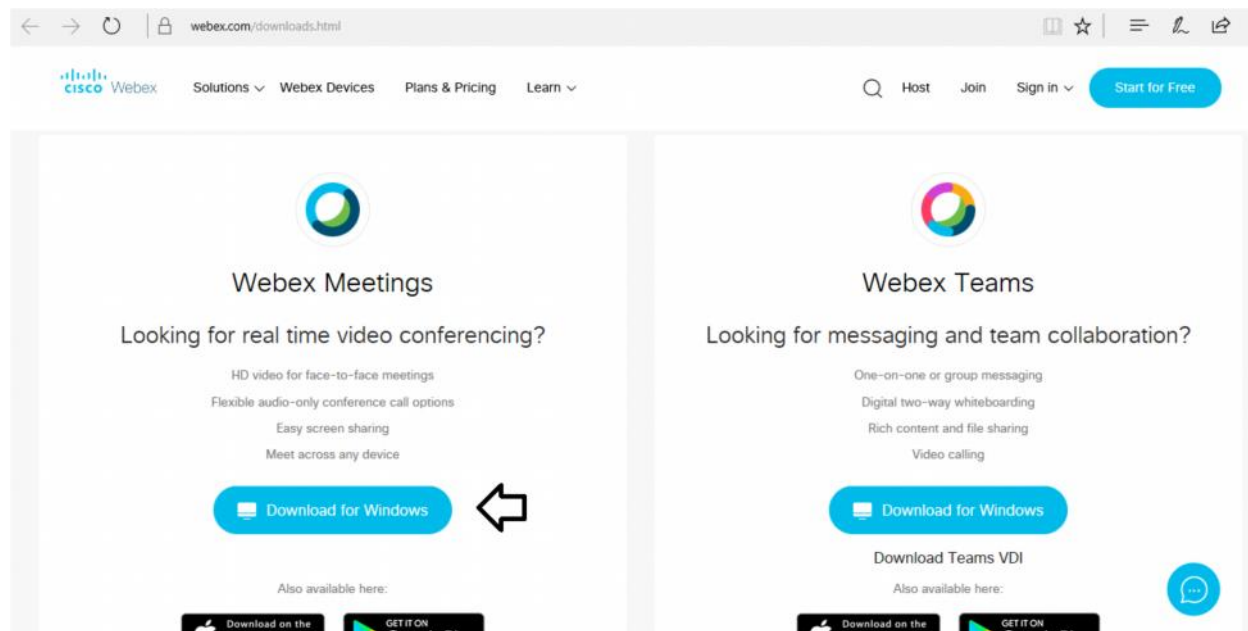 webex.com/downloads.html
CISCO Webex Solutions Webex Devices Plans & Pricing Learn Host Join Sign in Start for Free
Webex Meetings
Looking for real time video conferencing?
HD video for face-to-face meetings
Flexible audio-only conference call options
Easy screen sharing
Meet across any device
Download for Windows
Also available here:
Download on the
GET IT ON
Webex Teams
Looking for messaging and team collaboration?
One-on-one or group messaging
Digital two-way whiteboarding
Rich content and file sharing
Video calling
Download for Windows
Download Teams VDI
Also available here:
Download on the
GET IT ON